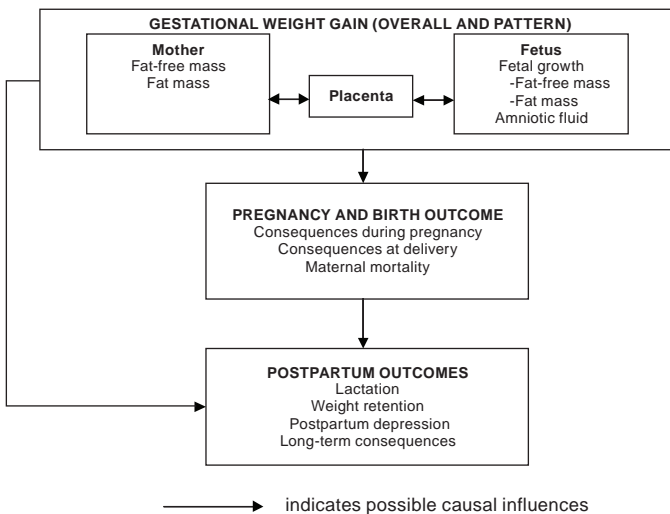 GESTATIONAL WEIGHT GAIN (OVERALL AND PATTERN)
Mother
Fat-free mass
Fat mass
Placenta
Fetus
Fetal growth
-Fat-free mass
-Fat mass
Amniotic fluid
PREGNANCY AND BIRTH OUTCOME
Consequences during pregnancy
Consequences at delivery
Maternal mortality
POSTPARTUM OUTCOMES
Lactation
Weight retention
Postpartum depression
Long-term consequences
indicates possible causal influences